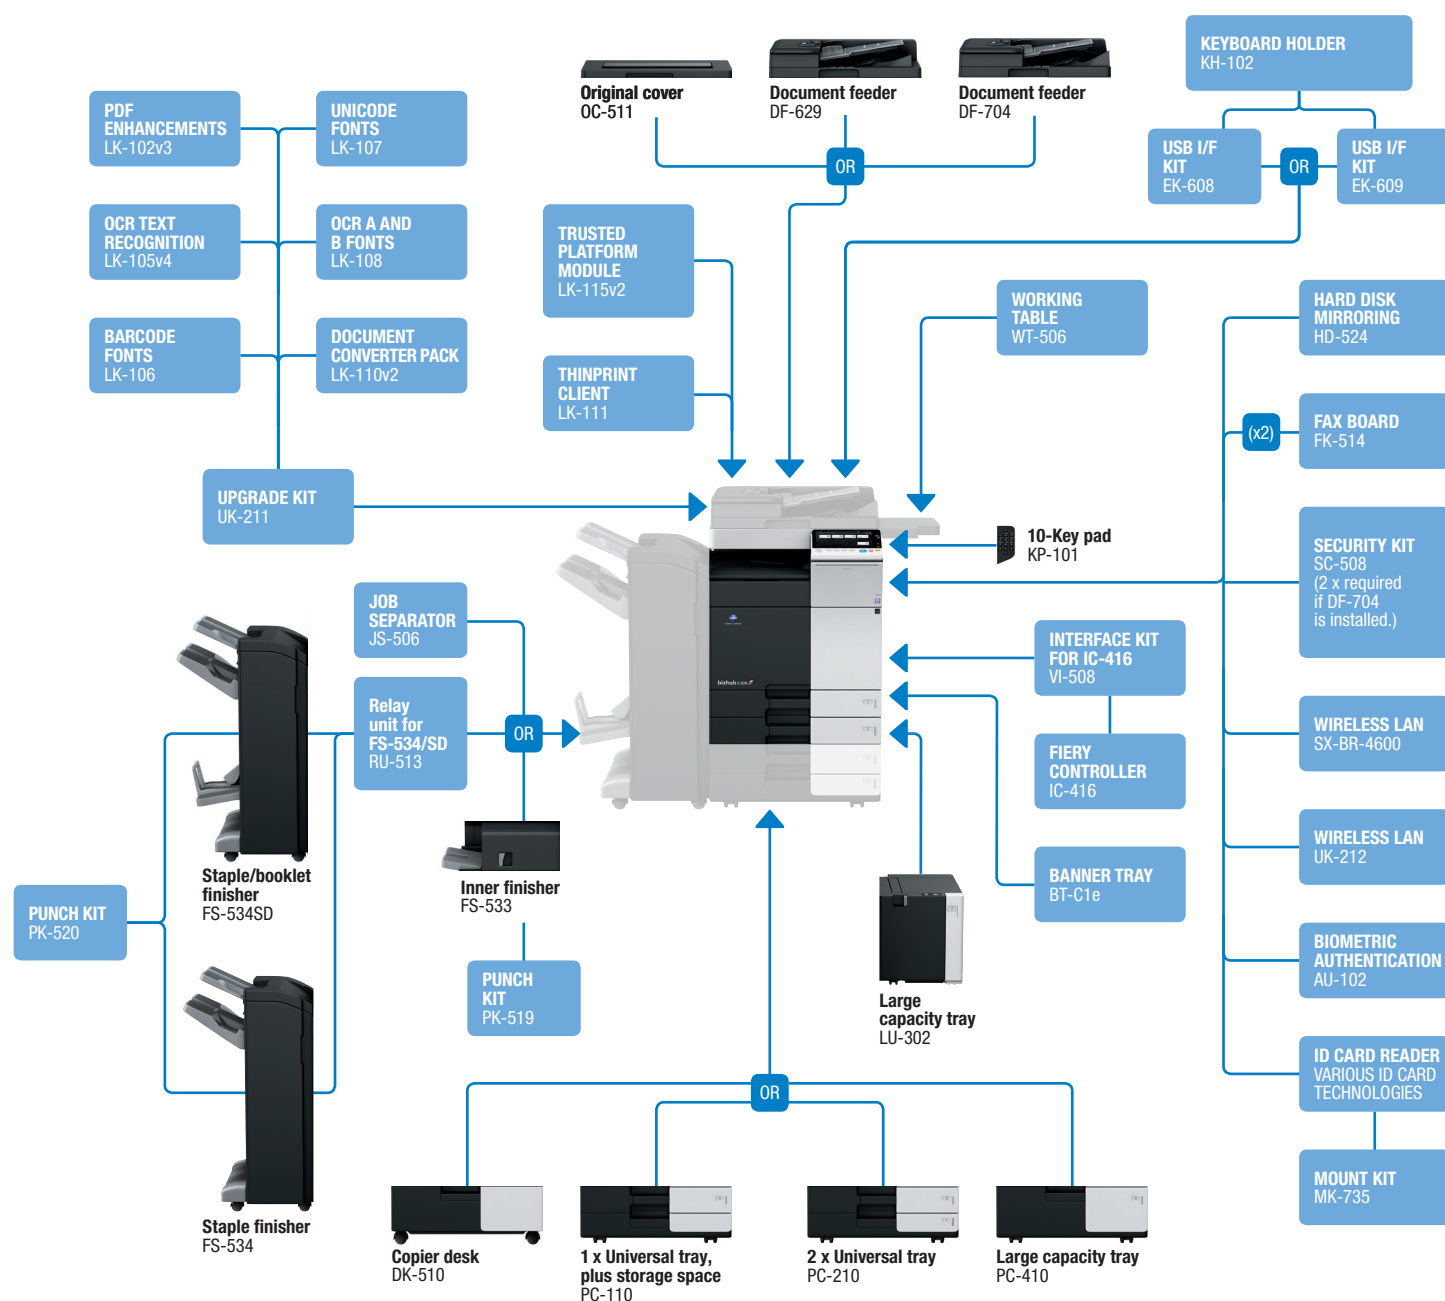 KEYBOARD HOLDER
KH-102
Original cover
OC-511
Document feeder
DF-629
Document feeder
DF-704
PDF
ENHANCEMENTS
LK-102v3
UNICODE
FONTS
LK-107
OR
USB I/F
KIT
EK-608
OR
USB I/F
KIT
EK-609
OCR TEXT
RECOGNITION
LK-105v4
OCR A AND
B FONTS
LK-108
TRUSTED
PLATFORM
MODULE
LK-115v2
WORKING
TABLE
WT-506
HARD DISK
MIRRORING
HD-524
BARCODE
FONTS
LK-106
DOCUMENT
CONVERTER PACK
LK-110v2
THINPRINT
CLIENT
LK-111
(x2)
FAX BOARD
FK-514
UPGRADE KIT
UK-211
10-Key pad
KP-101
SECURITY KIT
SC-508
(2 x required
if DF-704
is installed.)
JOB
SEPARATOR
JS-506
INTERFACE KIT
FOR IC-416
VI-508
bizhub
Relay
unit for
FS-534/SD
RU-513
OR
WIRELESS LAN
SX-BR-4600
FIERY
CONTROLLER
IC-416
WIRELESS LAN
UK-212
Staple/booklet
finisher
FS-534SD
Inner finisher
FS-533
BANNER TRAY
BT-C1e
PUNCH KIT
PK-520
BIOMETRIC
AUTHENTICATION
AU-102
PUNCH
KIT
PK-519
Large
capacity tray
LU-302
ID CARD READER
VARIOUS ID CARD
TECHNOLOGIES
OR
MOUNT KIT
MK-735
Staple finisher
FS-534
Copier desk
DK-510
1 x Universal tray,
plus storage space
PC-110
2 x Universal tray
PC-210
Large capacity tray
PC-410